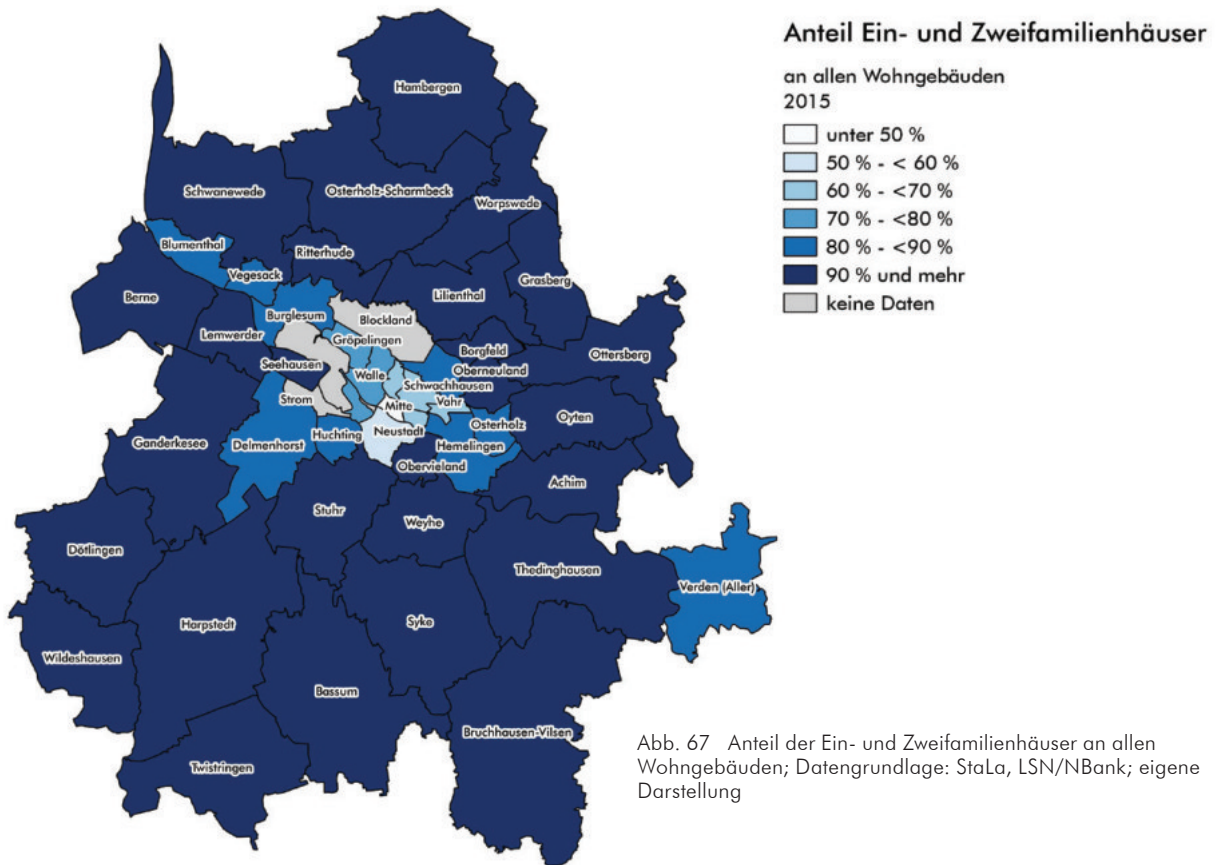 Anteil Ein- und Zweifamilienhäuser
an allen Wohngebäuden
2015
unter 50 %
50 % - < 60 %
60 % - <70 %
70 % - <80 %
80 % - <90 %
90 % und mehr
keine Daten
Hambergen
Schwanewede
Osterholz-Scharmbeck
Worpswede
Blumenthal
Ritterhude
Vegesack
Grasberg
Berne
Lilienthal
Burglesum
Blockland
Lemwerder
Gröpelingen
Borgfeld
Ottersberg
Seehausen
Oberneuland
Walle
Schwachhausen
Strom
Mitte
Vahr
Oyten
Ganderkesee
Delmenhorst
Huchting
Neustadt
Osterholz
Hemelingen
Obervieland
Achim
Stuhr
Weyhe
Dötlingen
Thedinghausen
Verden (Aller)
Harpstedt
Syke
Wildeshausen
Bassum
Bruchhausen-Vilsen
Twistringen
Abb. 67 Anteil der Ein- und Zweifamilienhäuser an allen
Wohngebäuden; Datengrundlage: StaLa, LSN/NBank; eigene
Darstellung